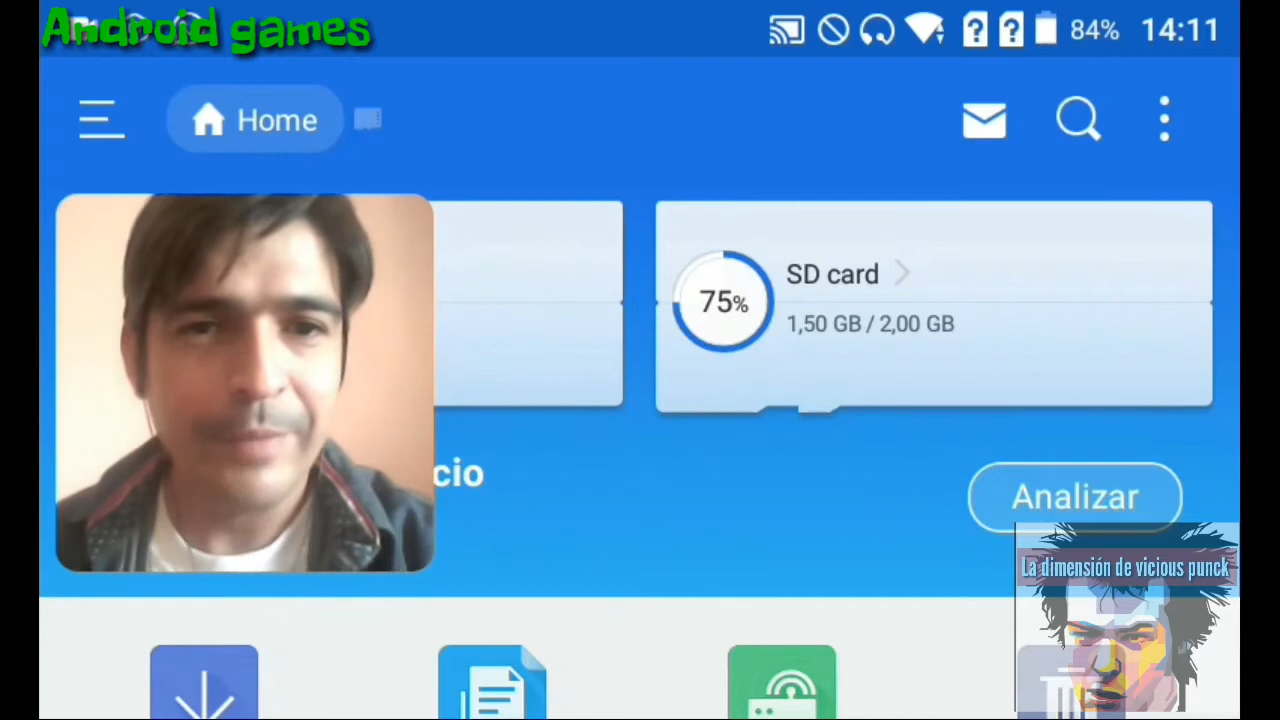 Android games
84% 14:11
Home
75%
SD card
1,50 GB / 2,00 GB
cio
Analizar
La dimensión de vicious punck